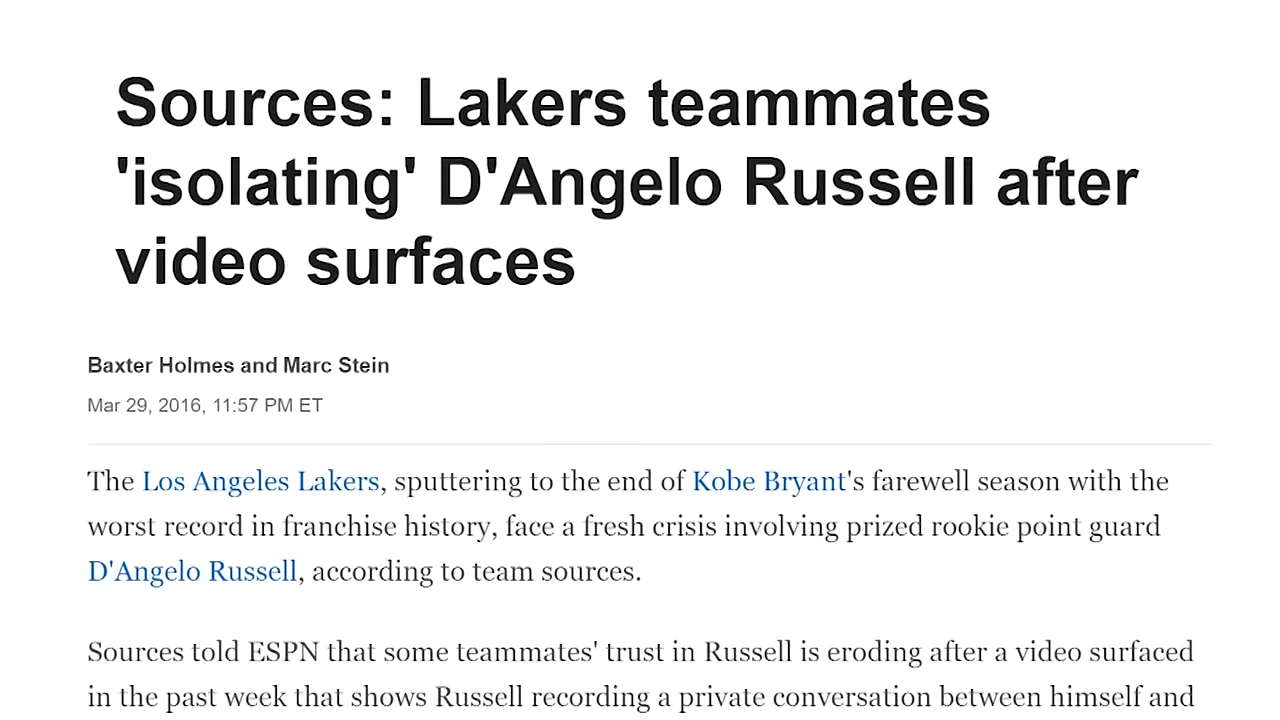 Sources: Lakers teammates
'isolating' D'Angelo Russell after
video surfaces
Baxter Holmes and Marc Stein
Mar 29, 2016, 11:57 PM ET
The Los Angeles Lakers, sputtering to the end of Kobe Bryant's farewell season with the
worst record in franchise history, face a fresh crisis involving prized rookie point guard
D'Angelo Russell, according to team sources.
Sources told ESPN that some teammates' trust in Russell is eroding after a video surfaced
in the past week that shows Russell recording a private conversation between himself and